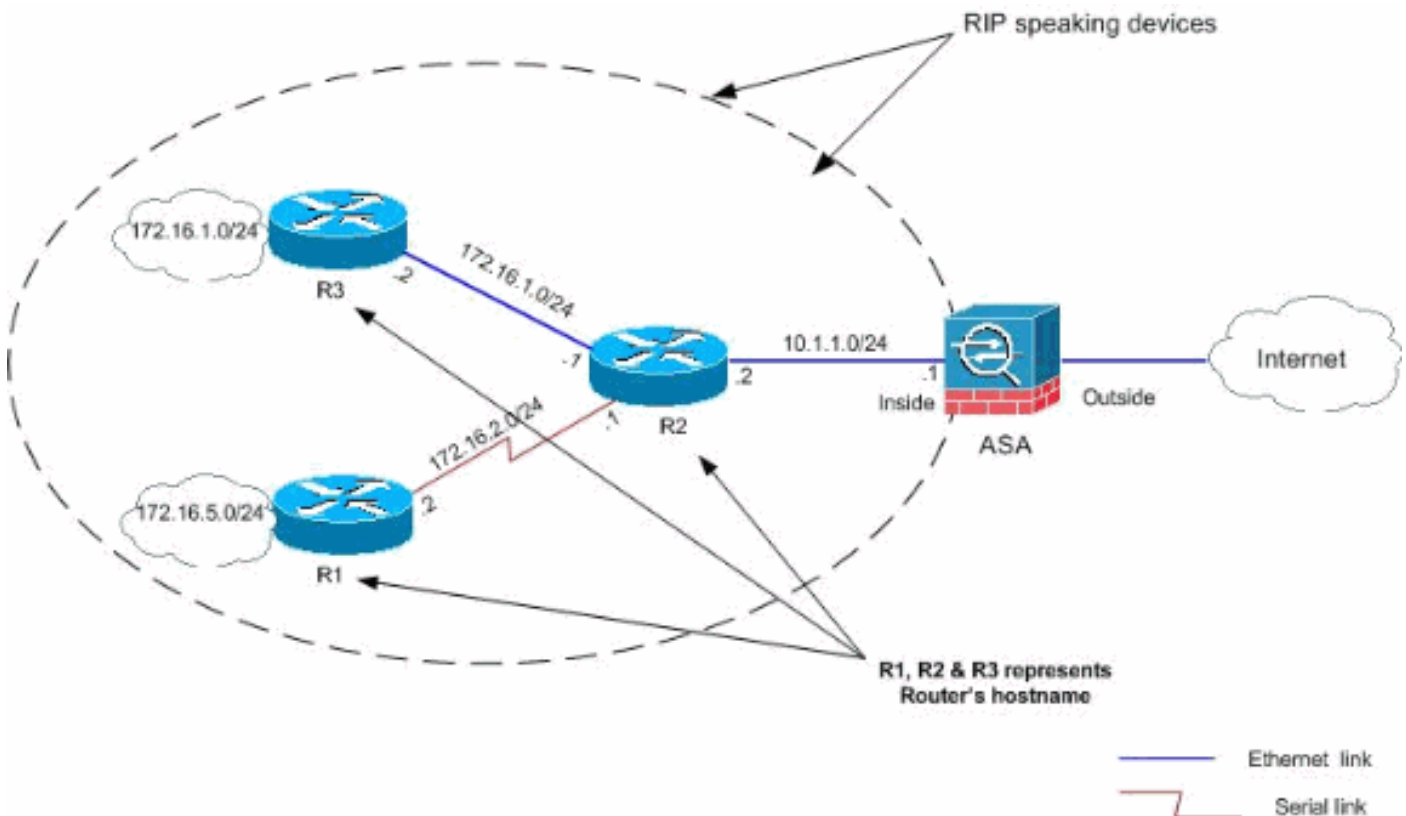 RIP speaking devices
172.16.1.0/24
R3
.2
172.16.1.0/24
.1
R2
.2
10.1.1.0/24
.1
Inside
Outside
ASA
Internet
172.16.2.0/24
.1
.2
172.16.5.0/24
R1
R1, R2 & R3 represents
Router's hostname
Ethernet link
Serial link